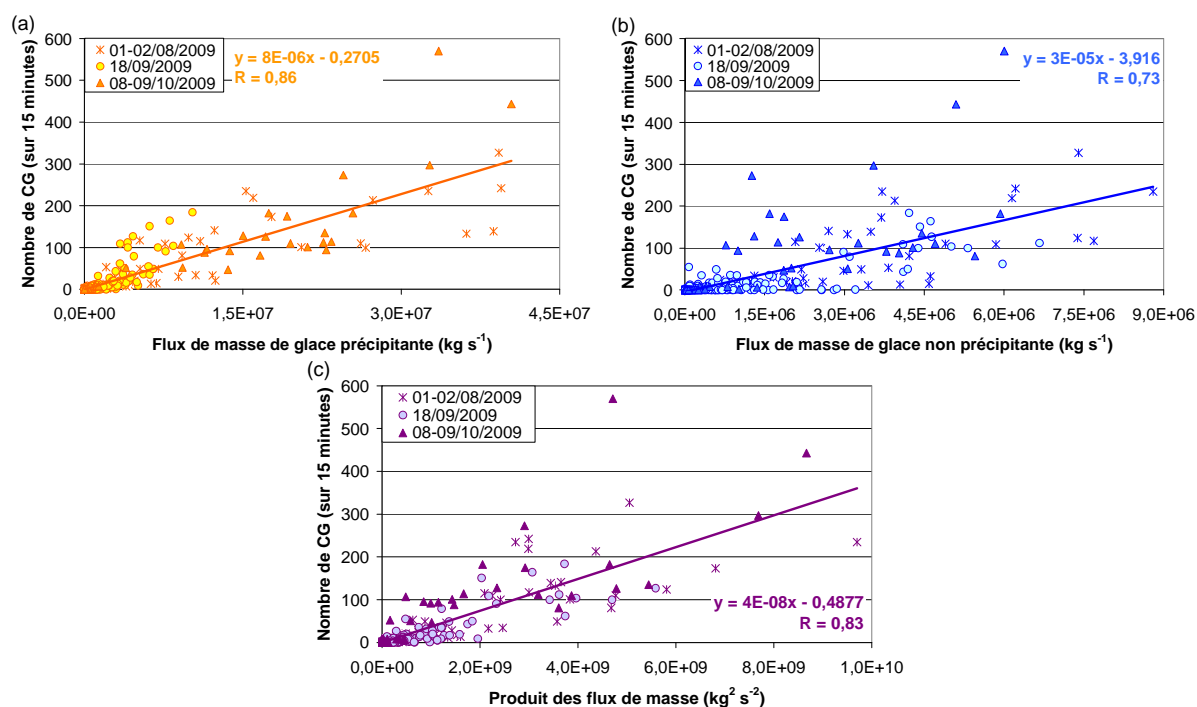 (a)
Nombre de CG (sur 15 minutes)
600
500
400
300
200
100
0
01-02/08/2009
18/09/2009
08-09/10/2009
y = 8E-06x - 0,2705
R = 0,86
0,0E+00 1,5E+07 3,0E+07 4,5E+07
Flux de masse de glace précipitante (kg s⁻¹)
(b)
Nombre de CG (sur 15 minutes)
600
500
400
300
200
100
0
01-02/08/2009
18/09/2009
08-09/10/2009
y = 3E-05x - 3,916
R = 0,73
0,0E+00 1,5E+06 3,0E+06 4,5E+06 6,0E+06 7,5E+06 9,0E+06
Flux de masse de glace non précipitante (kg s⁻¹)
(c)
Nombre de CG (sur 15 minutes)
600
500
400
300
200
100
0
01-02/08/2009
18/09/2009
08-09/10/2009
y = 4E-08x - 0,4877
R = 0,83
0,0E+00 2,0E+09 4,0E+09 6,0E+09 8,0E+09 1,0E+10
Produit des flux de masse (kg² s⁻²)